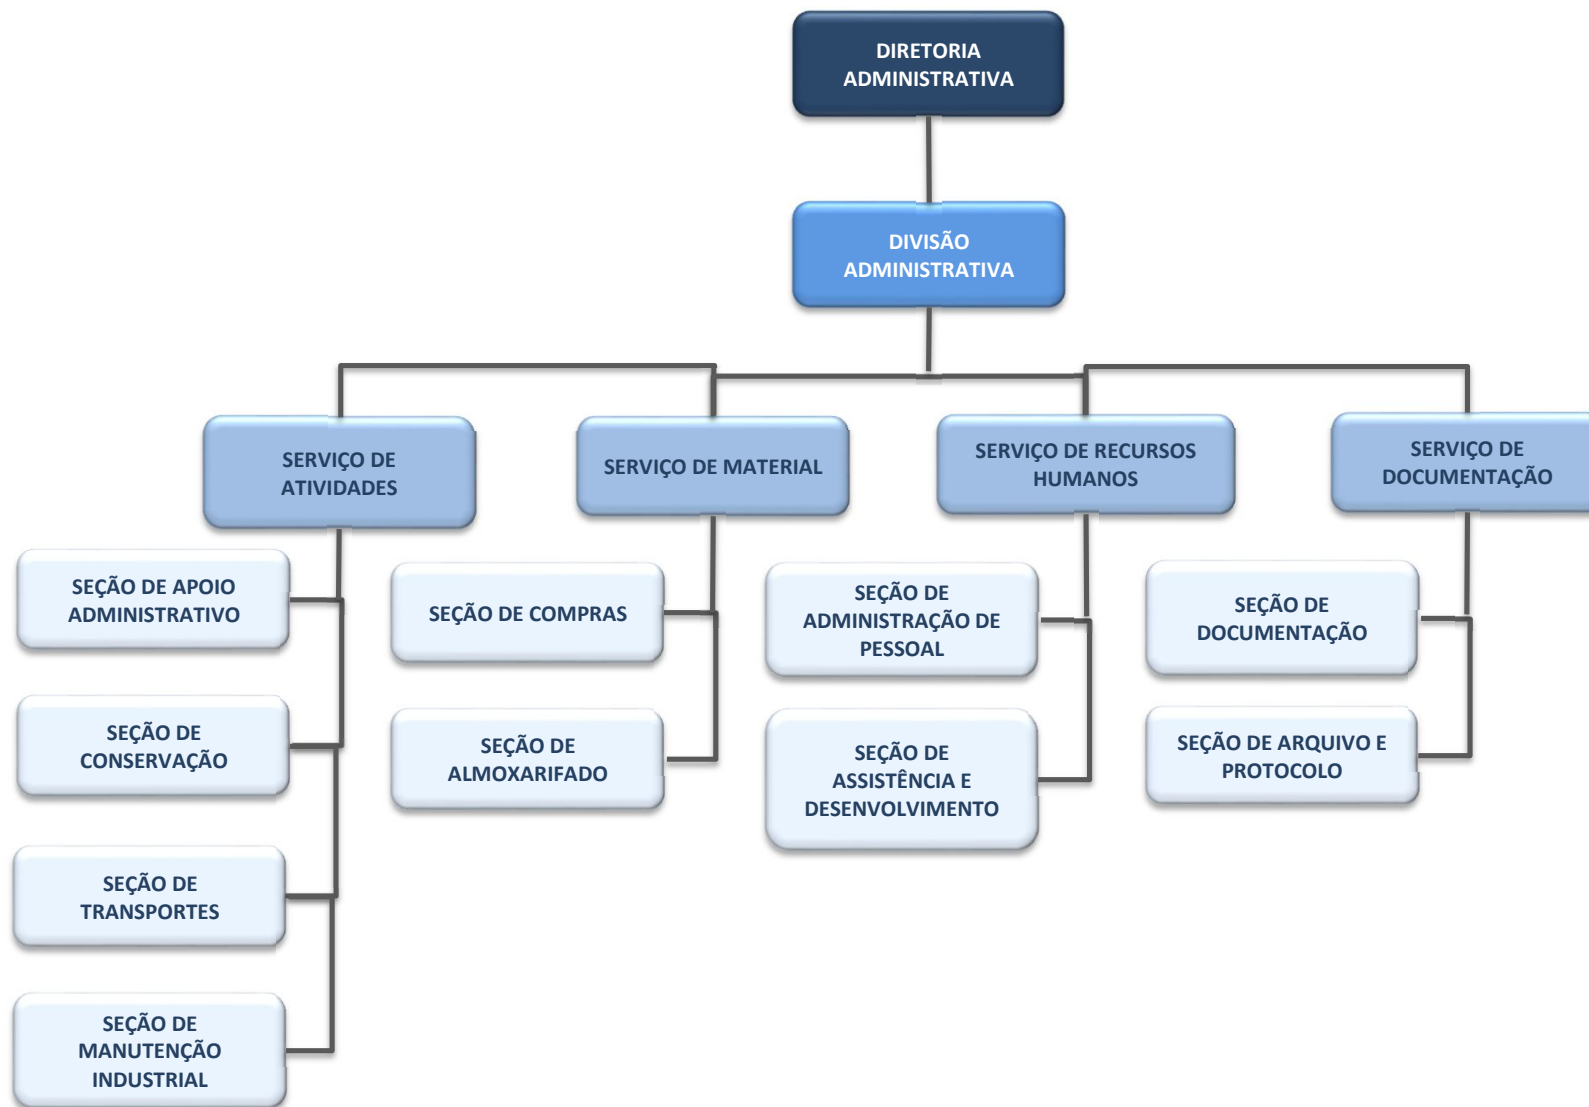 DIRETORIA
ADMINISTRATIVA
DIVISÃO
ADMINISTRATIVA
SERVIÇO DE
ATIVIDADES
SERVIÇO DE MATERIAL
SERVIÇO DE RECURSOS
HUMANOS
SERVIÇO DE
DOCUMENTAÇÃO
SEÇÃO DE APOIO
ADMINISTRATIVO
SEÇÃO DE
CONSERVAÇÃO
SEÇÃO DE
TRANSPORTES
SEÇÃO DE
MANUTENÇÃO
INDUSTRIAL
SEÇÃO DE COMPRAS
SEÇÃO DE
ALMOXARIFADO
SEÇÃO DE
ADMINISTRAÇÃO DE
PESSOAL
SEÇÃO DE
ASSISTÊNCIA E
DESENVOLVIMENTO
SEÇÃO DE
DOCUMENTAÇÃO
SEÇÃO DE ARQUIVO E
PROTOCOLO